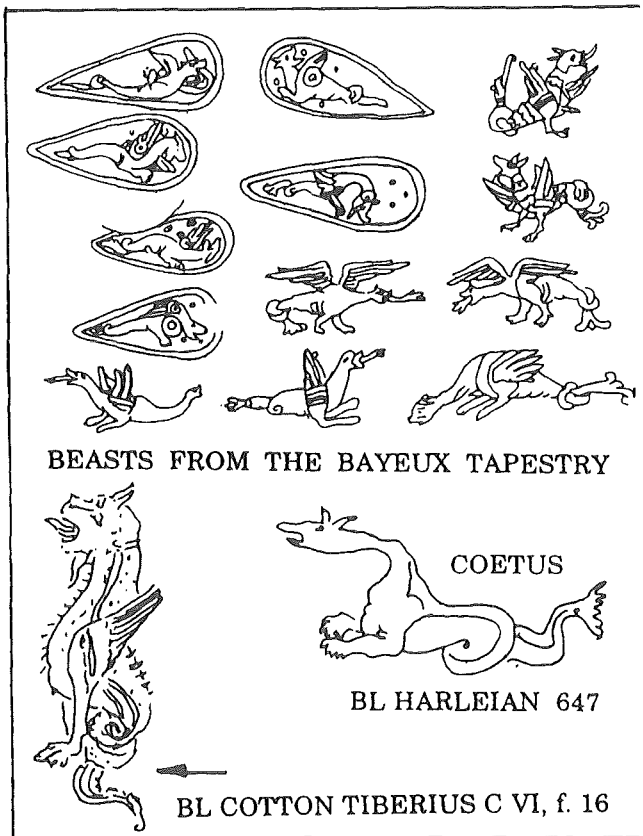 BEASTS FROM THE BAYEUX TAPESTRY
COETUS
BL HARLEIAN 647
BL COTTON TIBERIUS C VI, f. 16